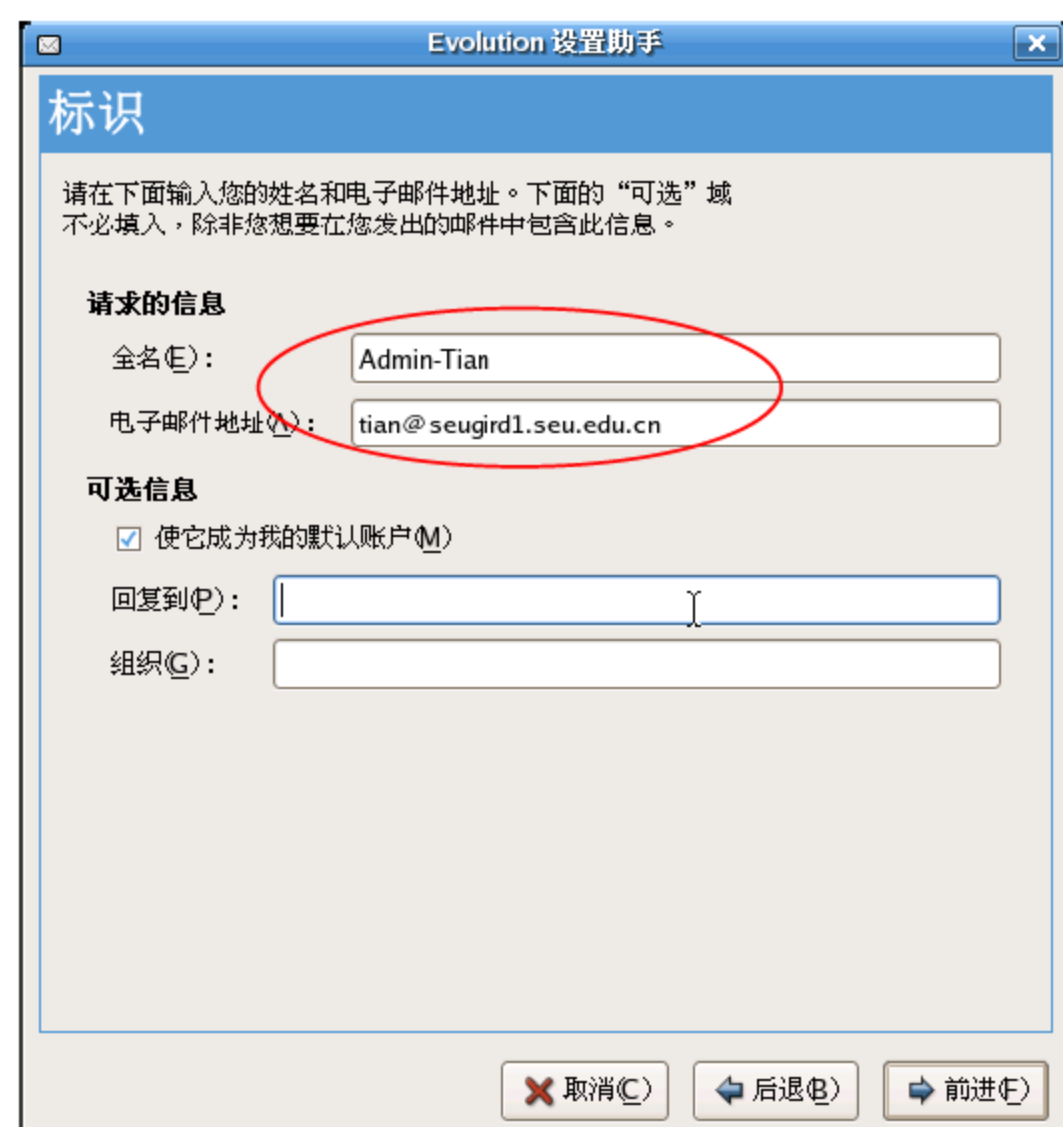 Evolution 设置助手
标识
请在下面输入您的姓名和电子邮件地址。下面的“可选”域
不必填入，除非您想要在您发出的邮件中包含此信息。
请求的信息
全名(E)：
Admin-Tian
电子邮件地址(A)：
tian@seugird1.seu.edu.cn
可选信息
使它成为我的默认账户(M)
回复到(P)：
组织(G)：
取消(C)
后退(B)
前进(F)